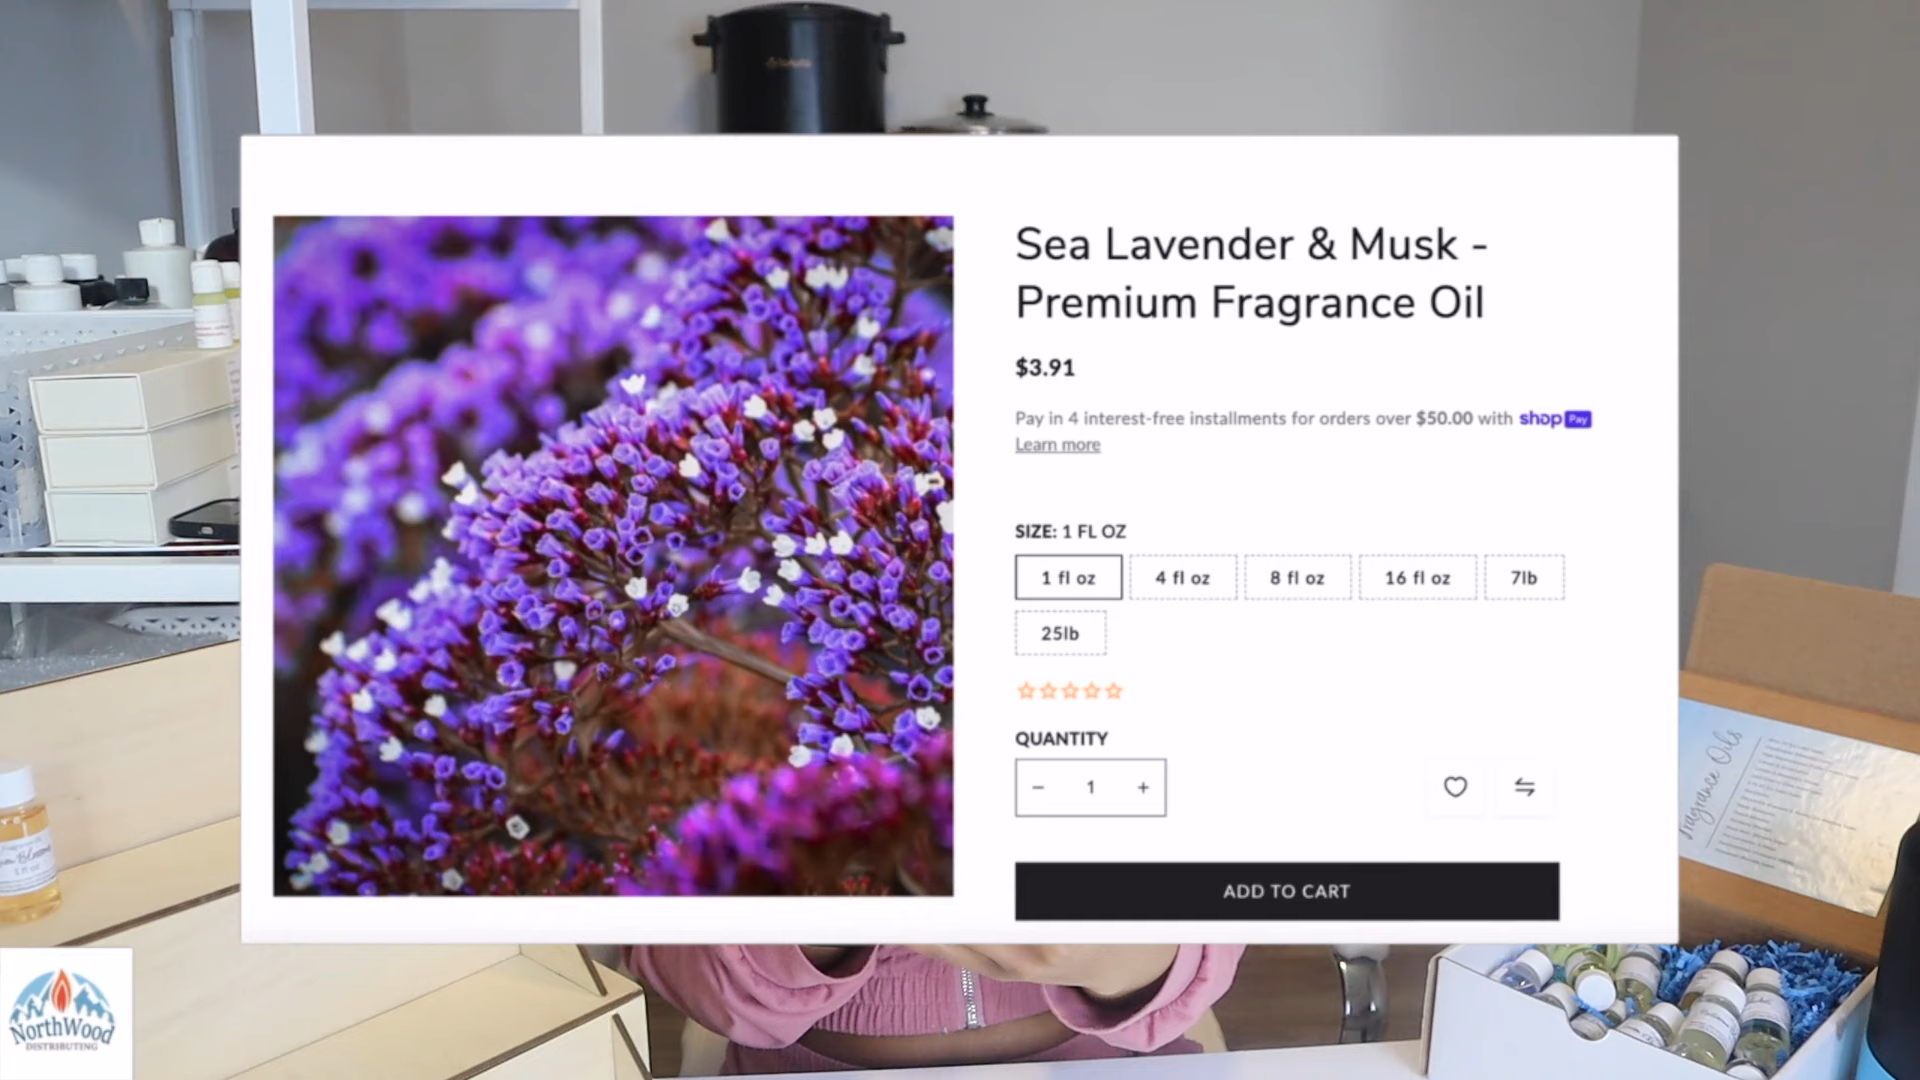 Sea Lavender & Musk -
Premium Fragrance Oil
$3.91
Pay in 4 interest-free installments for orders over $50.00 with shop Pay
Learn more
SIZE: 1 FL OZ
1 fl oz
4 fl oz
8 fl oz
16 fl oz
7lb
25lb
QUANTITY
− 1 +
ADD TO CART
Fragrance Oils
NorthWood
DISTRIBUTING